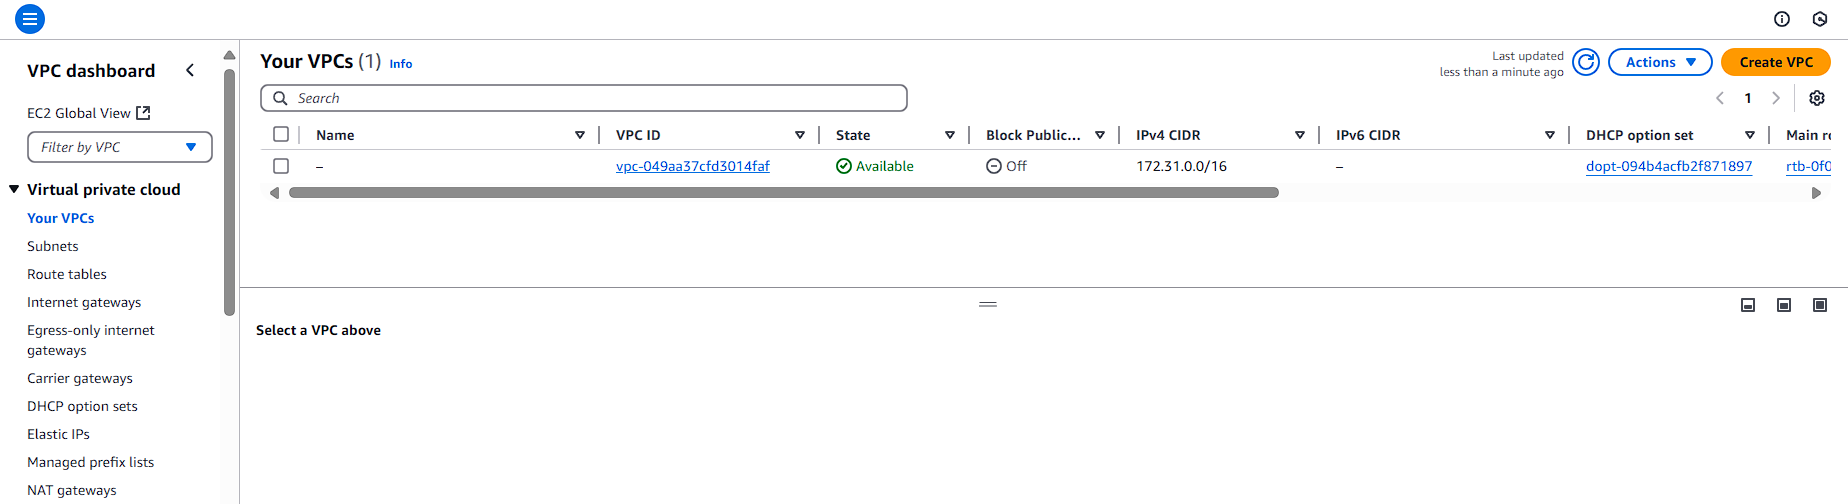 VPC dashboard
EC2 Global View
Filter by VPC
Virtual private cloud
Your VPCs
Subnets
Route tables
Internet gateways
Egress-only internet
gateways
Carrier gateways
DHCP option sets
Elastic IPs
Managed prefix lists
NAT gateways
Your VPCs (1) Info
Last updated
less than a minute ago
Actions
Create VPC
Search
1
Name VPC ID State Block Public... IPv4 CIDR IPv6 CIDR DHCP option set Main r
– vpc-049aa37cfd3014faf Available Off 172.31.0.0/16 – dopt-094b4acfb2f871897 rtb-0f0
Select a VPC above